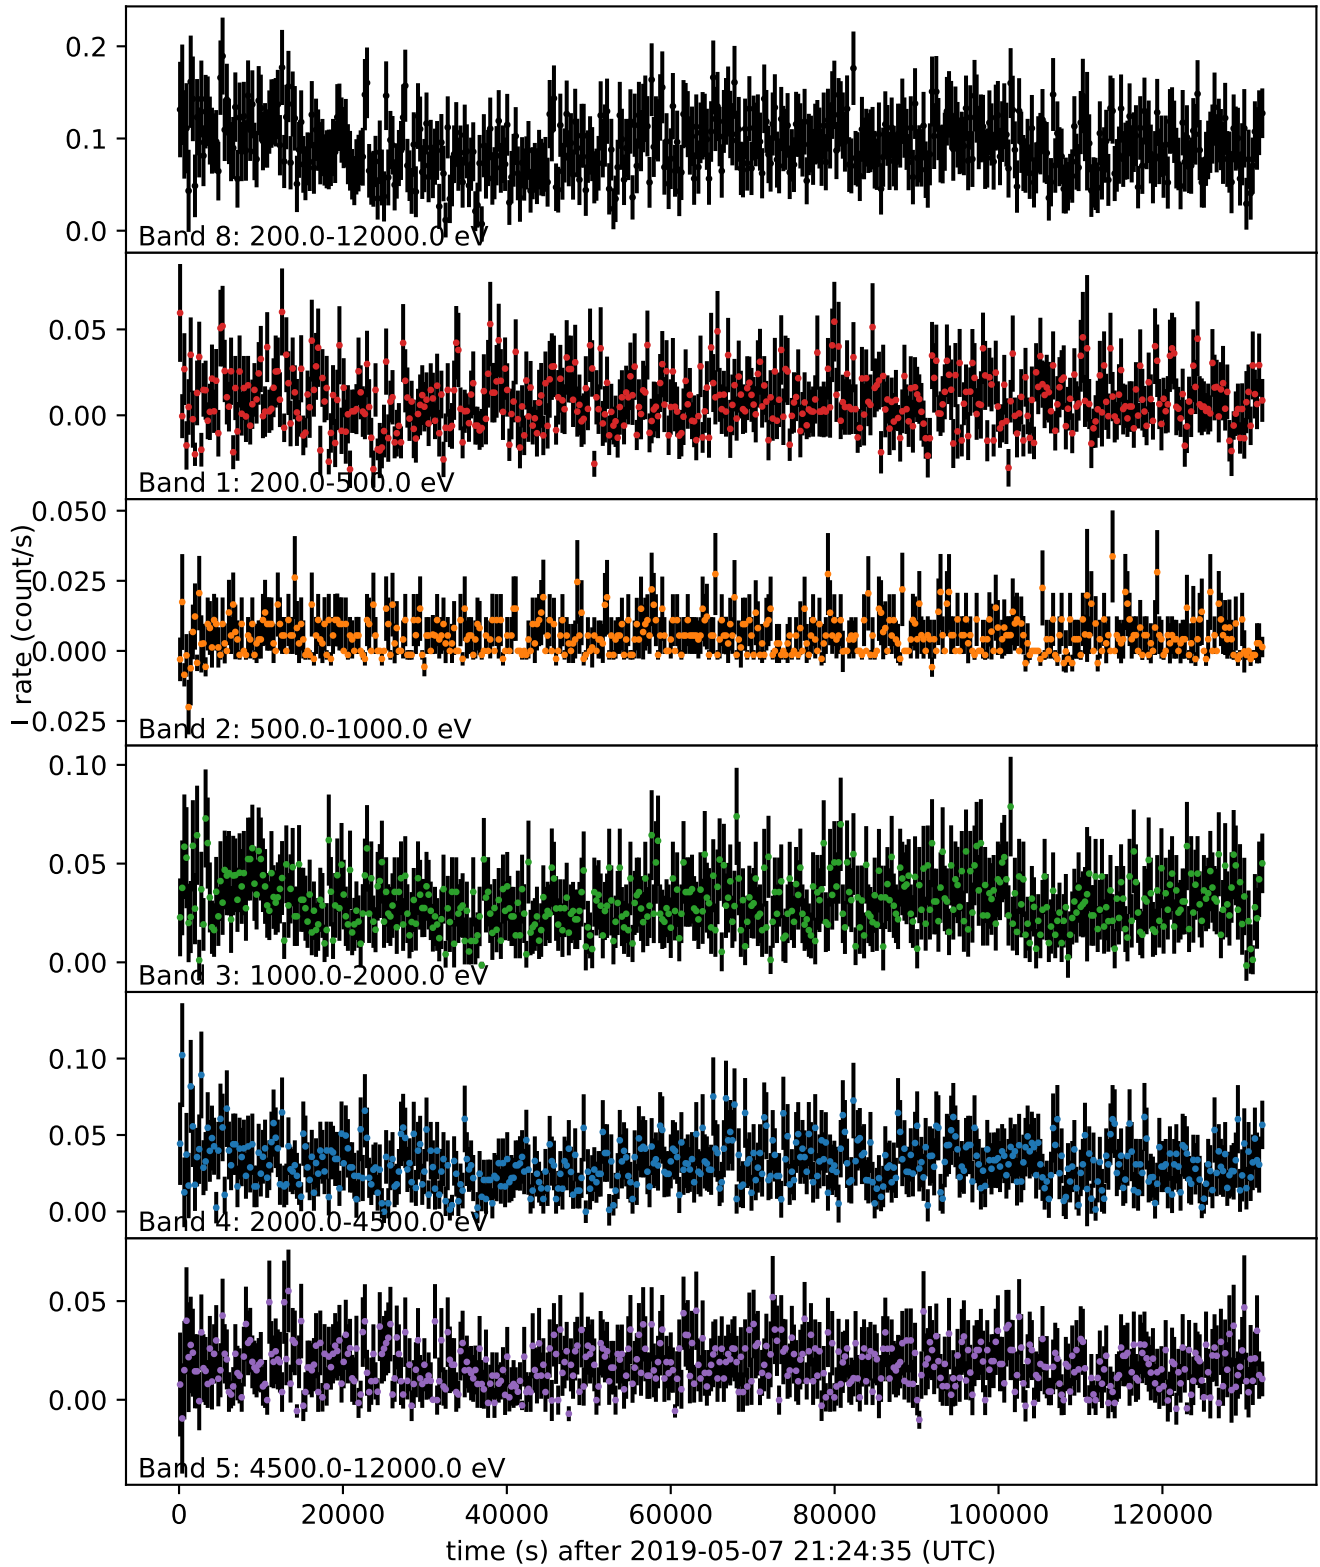 0.2
0.1
0.0
Band 8: 200.0-12000.0 eV
0.05
0.00
Band 1: 200.0-500.0 eV
0.050
0.025
0.000
−0.025
Band 2: 500.0-1000.0 eV
I rate (count/s)
0.10
0.05
0.00
Band 3: 1000.0-2000.0 eV
0.10
0.05
0.00
Band 4: 2000.0-4500.0 eV
0.05
0.00
Band 5: 4500.0-12000.0 eV
0 20000 40000 60000 80000 100000 120000
time (s) after 2019-05-07 21:24:35 (UTC)